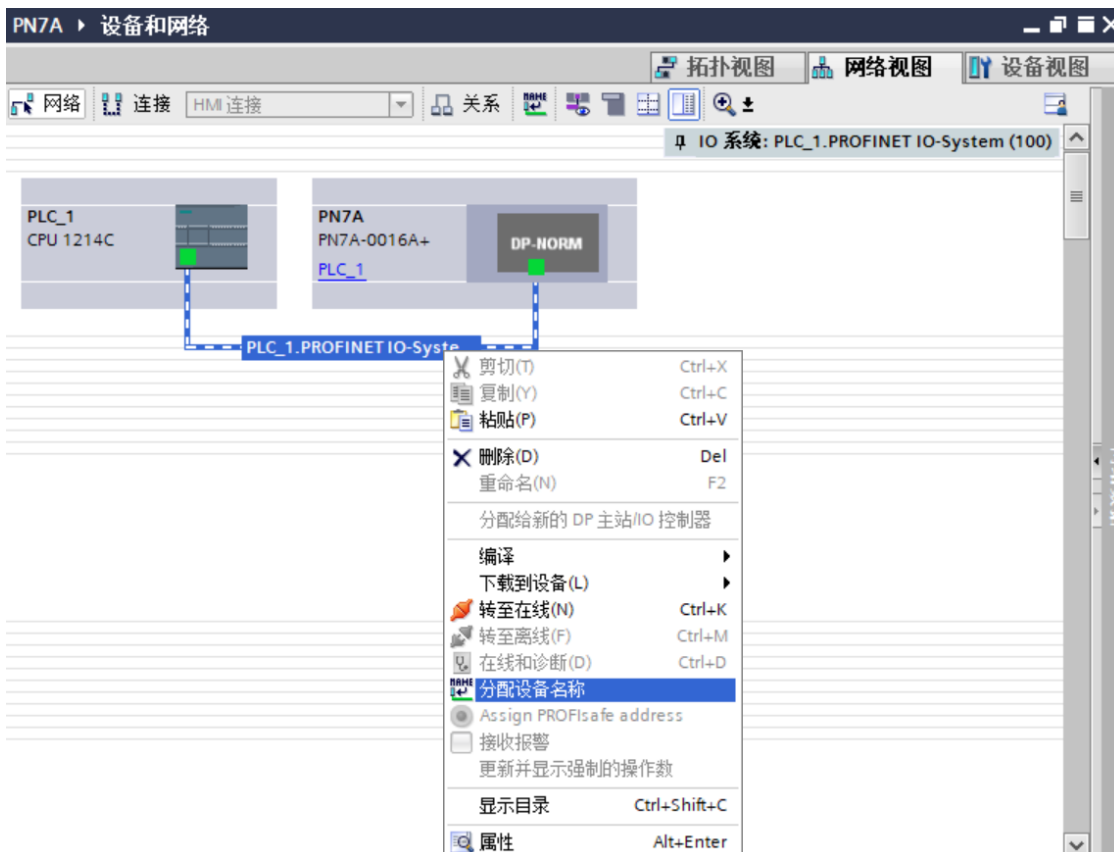 PN7A ▸ 设备和网络
拓扑视图 网络视图 设备视图
网络 连接 HMI 连接 关系
IO 系统: PLC_1.PROFINET IO-System (100)
PLC_1
CPU 1214C
PN7A
PN7A-0016A+
PLC_1
DP-NORM
PLC_1.PROFINET IO-Syste...
剪切(T) Ctrl+X
复制(Y) Ctrl+C
粘贴(P) Ctrl+V
删除(D) Del
重命名(N) F2
分配给新的 DP 主站/IO 控制器
编译
下载到设备(L)
转至在线(N) Ctrl+K
转至离线(F) Ctrl+M
在线和诊断(D) Ctrl+D
分配设备名称
Assign PROFIsafe address
接收报警
更新并显示强制的操作数
显示目录 Ctrl+Shift+C
属性 Alt+Enter